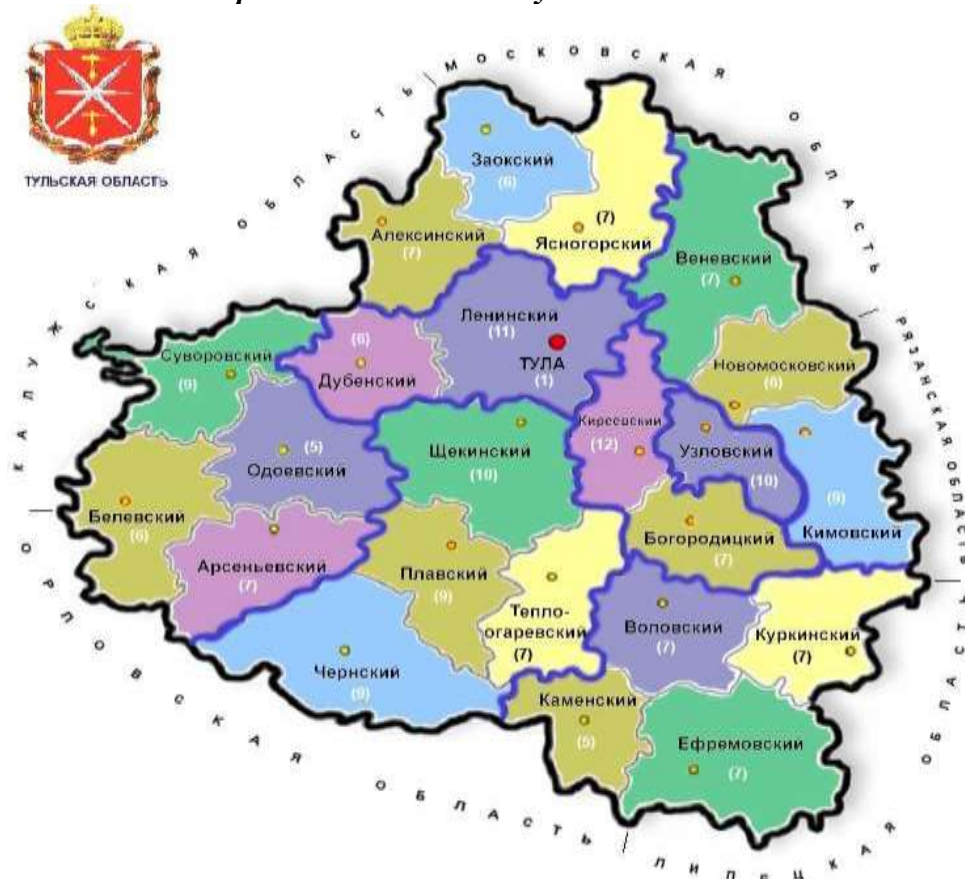 ТУЛЬСКАЯ ОБЛАСТЬ
МОСКОВСКАЯ ОБЛАСТЬ
КАЛУЖСКАЯ ОБЛАСТЬ
РЯЗАНСКАЯ ОБЛАСТЬ
Заокский
(6)
(7)
Ясногорский
Алексинский
(7)
Веневский
(7)
Ленинский
(11)
ТУЛА
(1)
(6)
Дубенский
Суворовский
(9)
Новомосковский
(6)
Киреевский
(12)
Узловский
(10)
(5)
Одоевский
Щекинский
(10)
(9)
Кимовский
Белевский
(6)
Богородицкий
(7)
Арсеньевский
(7)
Плавский
(9)
Тепло-
огаревский
(7)
Воловский
(7)
Куркинский
(7)
Чернский
(9)
Каменский
(5)
Ефремовский
(7)
ОРЛОВСКАЯ ОБЛАСТЬ
ЛИПЕЦКАЯ ОБЛАСТЬ